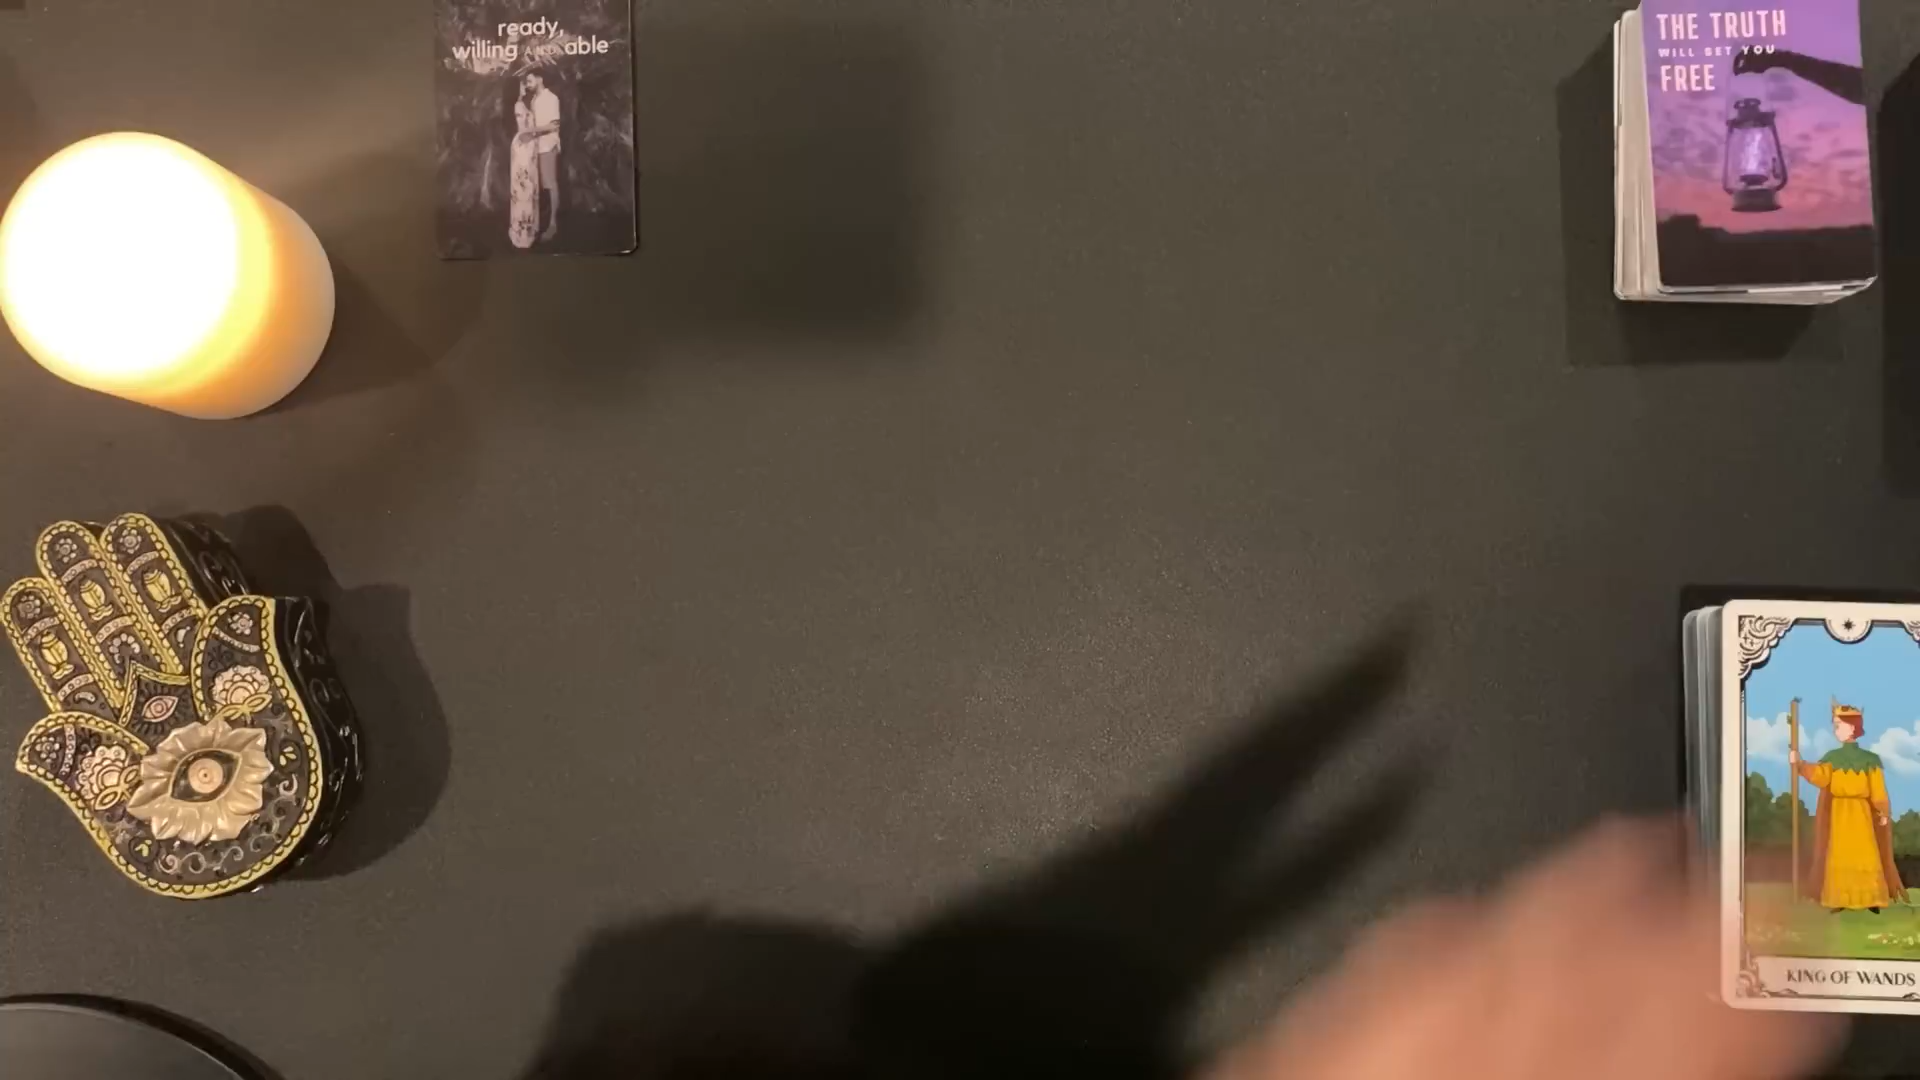 ready,
willing AND able
THE TRUTH
WILL SET YOU
FREE
KING OF WANDS